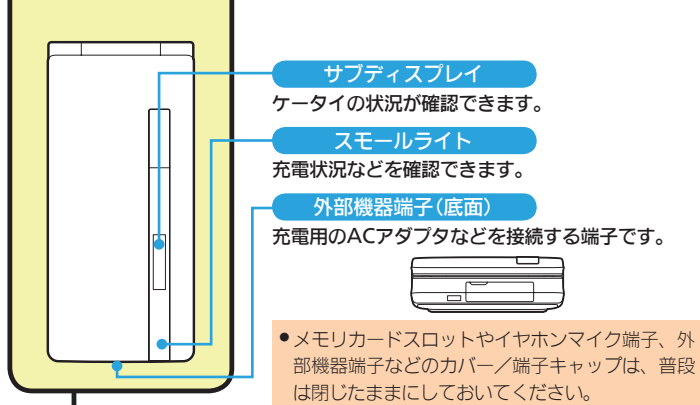 サブディスプレイ
ケータイの状況が確認できます。
スモールライト
充電状況などを確認できます。
外部機器端子(底面)
充電用のACアダプタなどを接続する端子です。
●メモリカードスロットやイヤホンマイク端子、外
部機器端子などのカバー／端子キャップは、普段
は閉じたままにしておいてください。